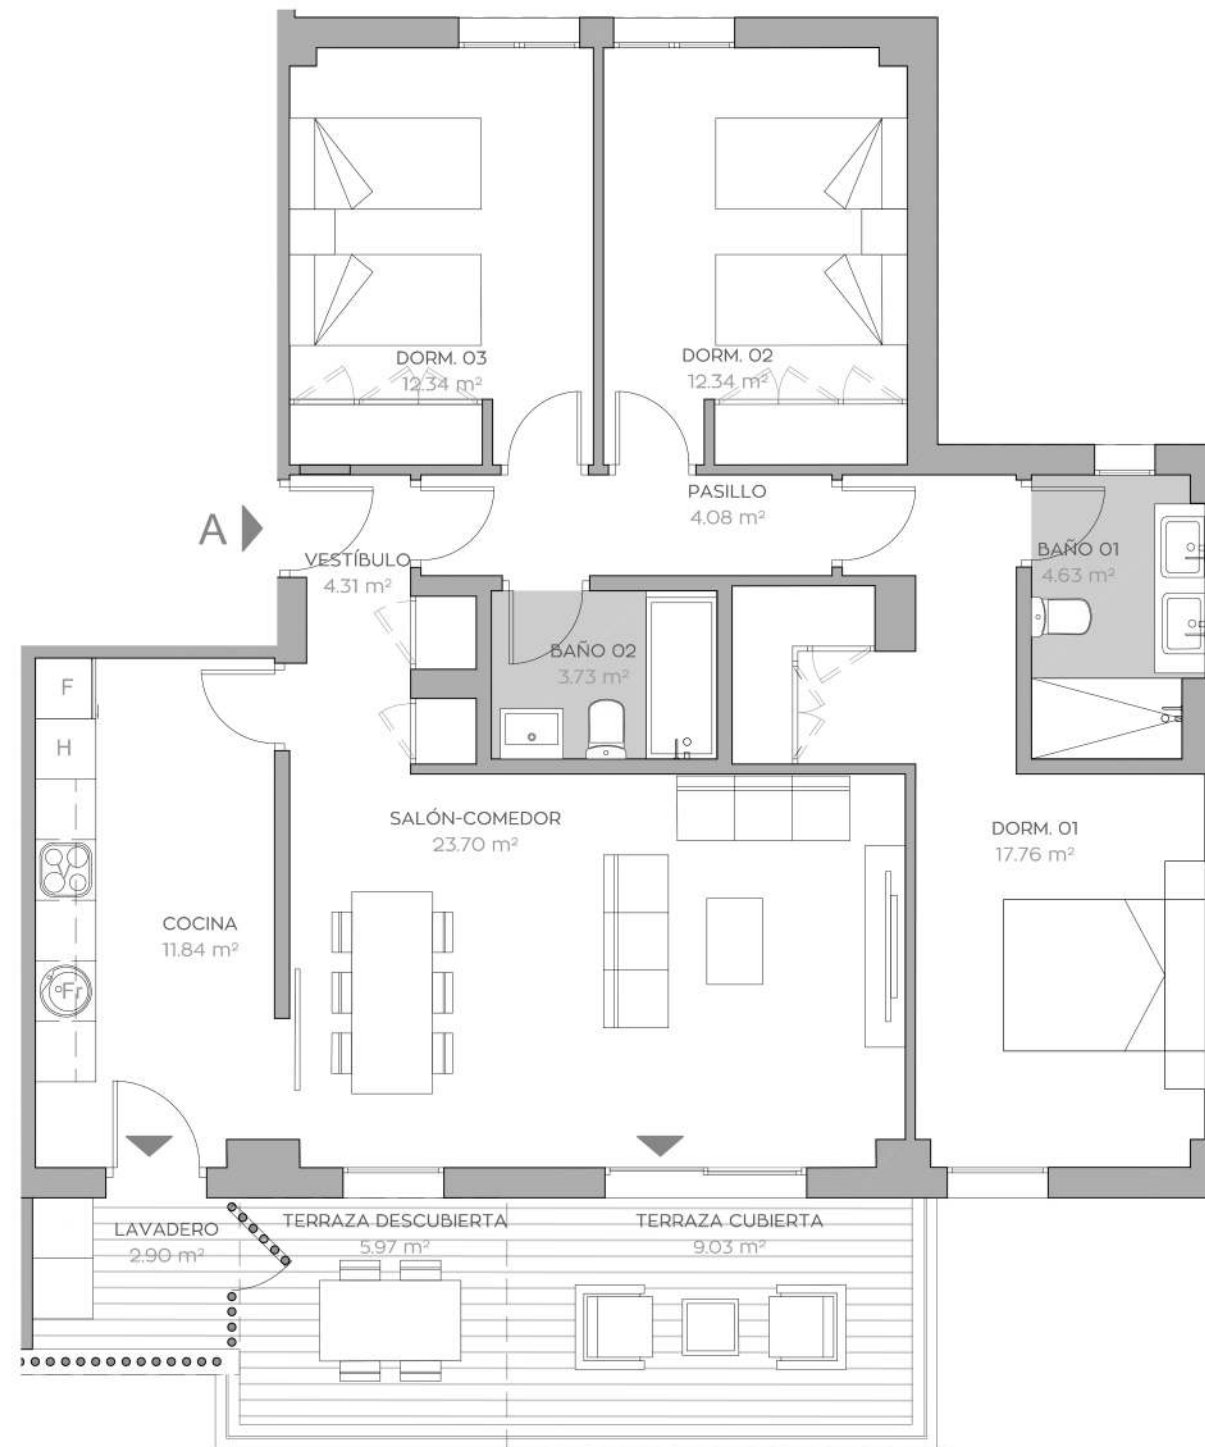 DORM. 03
12.34 m²
DORM. 02
12.34 m²
PASILLO
4.08 m²
A
VESTÍBULO
4.31 m²
BAÑO 01
4.63 m²
BAÑO 02
3.73 m²
F
H
SALÓN-COMEDOR
23.70 m²
DORM. 01
17.76 m²
COCINA
11.84 m²
Fr
V
LAVADERO
2.90 m²
TERRAZA DESCUBIERTA
5.97 m²
TERRAZA CUBIERTA
9.03 m²